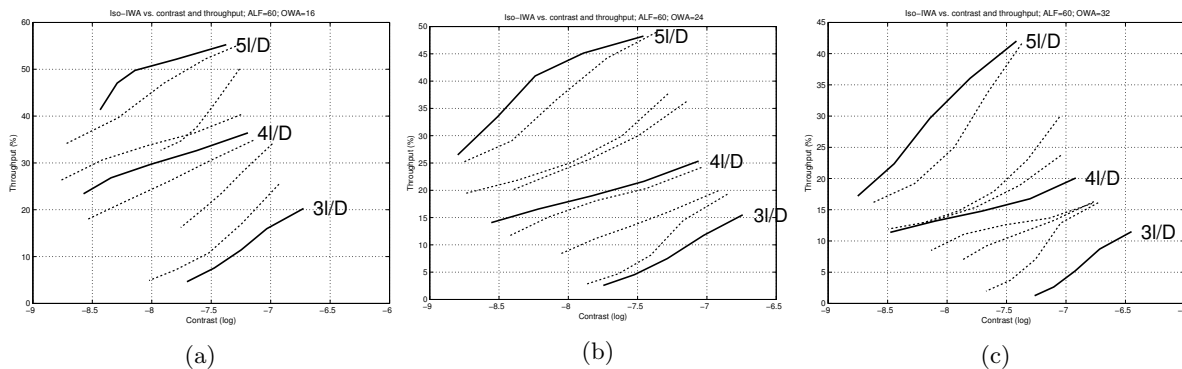 Iso−IWA vs. contrast and throughput; ALF=60; OWA=16
60
50
40
30
20
10
0
Throughput (%)
5l/D
4l/D
3l/D
−9
−8.5
−8
−7.5
−7
−6.5
−6
Contrast (log)
(a)
Iso−IWA vs. contrast and throughput; ALF=60; OWA=24
50
45
40
35
30
25
20
15
10
5
0
Throughput (%)
5l/D
4l/D
3l/D
−9
−8.5
−8
−7.5
−7
−6.5
Contrast (log)
(b)
Iso−IWA vs. contrast and throughput; ALF=60; OWA=32
45
40
35
30
25
20
15
10
5
0
Throughput (%)
5l/D
4l/D
3l/D
−9
−8.5
−8
−7.5
−7
−6.5
−6
Contrast (log)
(c)